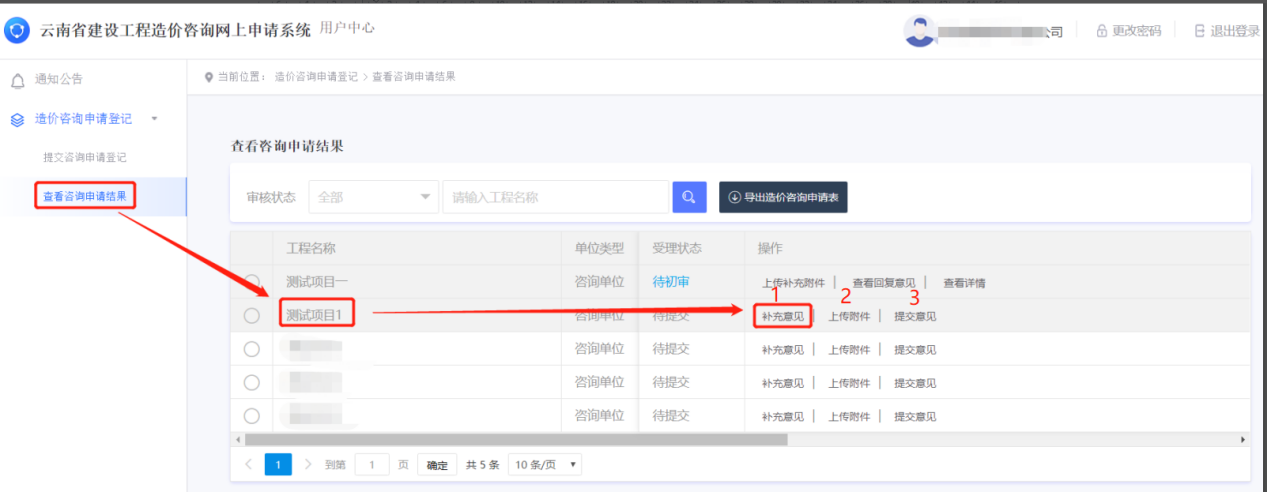 云南省建设工程造价咨询网上申请系统 用户中心 公司 更改密码 退出登录
通知公告
当前位置： 造价咨询申请登记 > 查看咨询申请结果
造价咨询申请登记
提交咨询申请登记
查看咨询申请结果
查看咨询申请结果
审核状态 全部 请输入工程名称 导出造价咨询申请表
工程名称 单位类型 受理状态 操作
测试项目一 咨询单位 待初审 上传补充附件 查看回复意见 查看详情
1 2 3
测试项目1 咨询单位 待提交 补充意见 上传附件 提交意见
咨询单位 待提交 补充意见 上传附件 提交意见
咨询单位 待提交 补充意见 上传附件 提交意见
咨询单位 待提交 补充意见 上传附件 提交意见
1 到第 1 页 确定 共 5 条 10 条/页